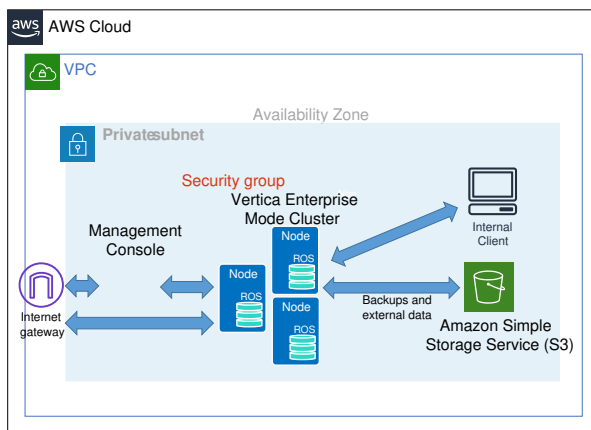 aws
AWS Cloud
VPC
Availability Zone
Privatesubnet
Security group
Vertica Enterprise
Mode Cluster
Management
Console
Node
ROS
Node
ROS
Node
ROS
Internal
Client
Internet
gateway
Backups and
external data
Amazon Simple
Storage Service (S3)